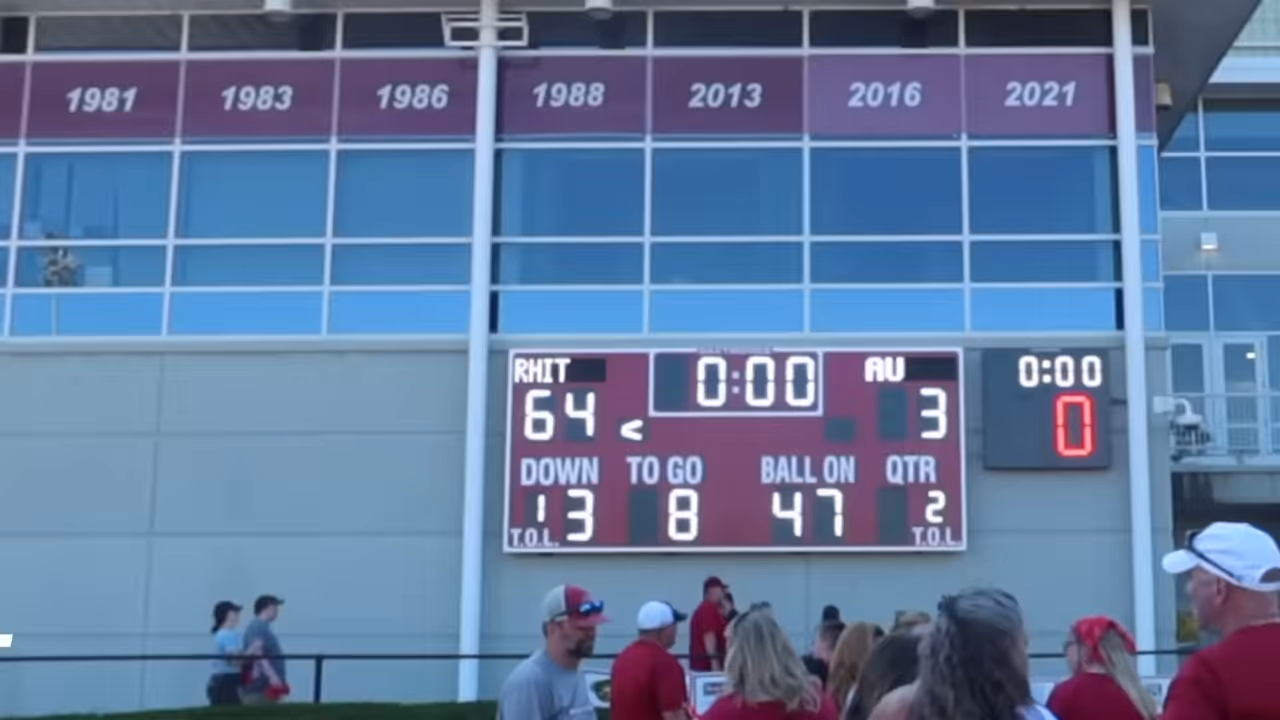 1981 1983 1986 1988 2013 2016 2021
RHIT 0:00 AU 0:00
64 < 3 0
DOWN TO GO BALL ON QTR
1 3 8 47 2
T.O.L. T.O.L.